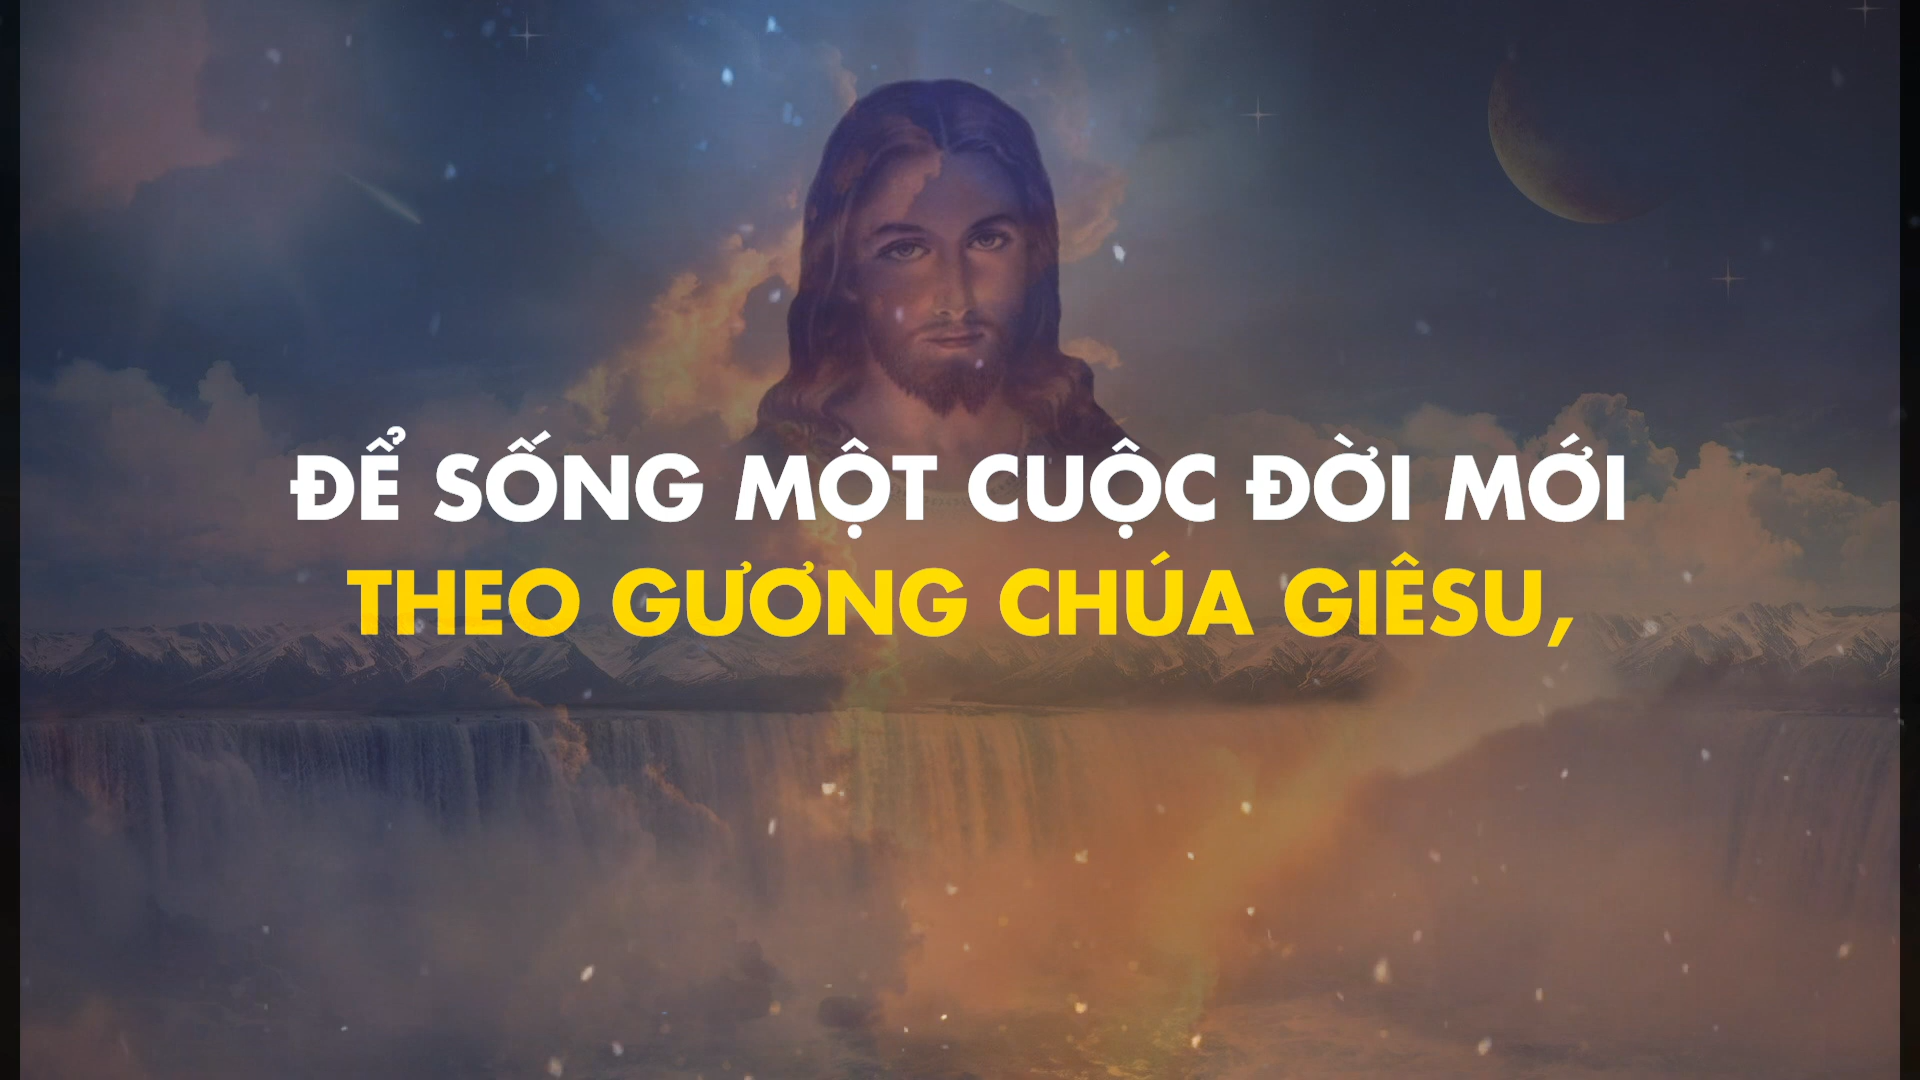 ĐỂ SỐNG MỘT CUỘC ĐỜI MỚI
THEO GƯƠNG CHÚA GIÊSU,